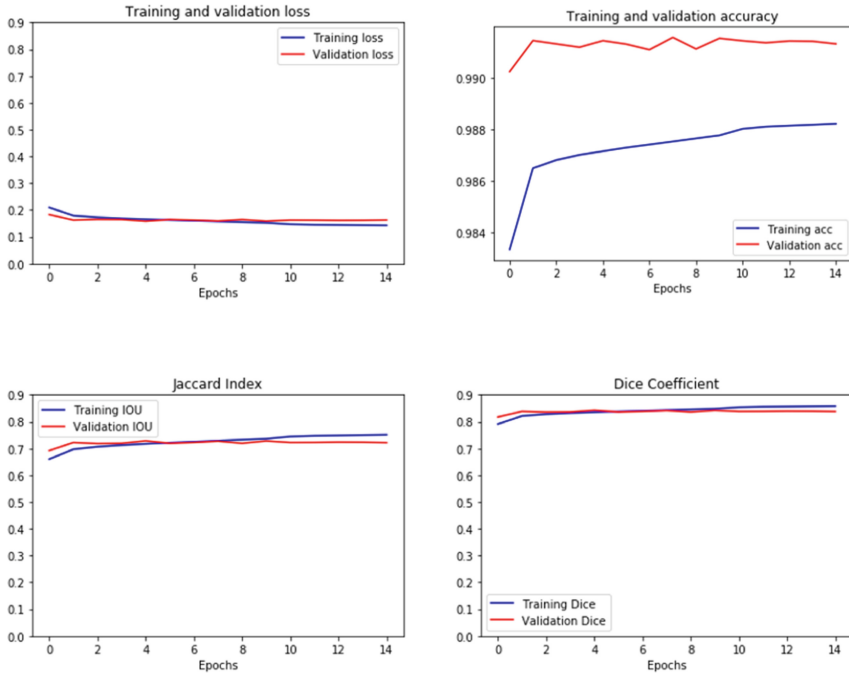 Training and validation loss
0.9
0.8
0.7
0.6
0.5
0.4
0.3
0.2
0.1
0.0
Training loss
Validation loss
0 2 4 6 8 10 12 14
Epochs
Training and validation accuracy
0.990
0.988
0.986
0.984
Training acc
Validation acc
0 2 4 6 8 10 12 14
Epochs
Jaccard Index
0.9
0.8
0.7
0.6
0.5
0.4
0.3
0.2
0.1
0.0
Training IOU
Validation IOU
0 2 4 6 8 10 12 14
Epochs
Dice Coefficient
0.9
0.8
0.7
0.6
0.5
0.4
0.3
0.2
0.1
0.0
Training Dice
Validation Dice
0 2 4 6 8 10 12 14
Epochs